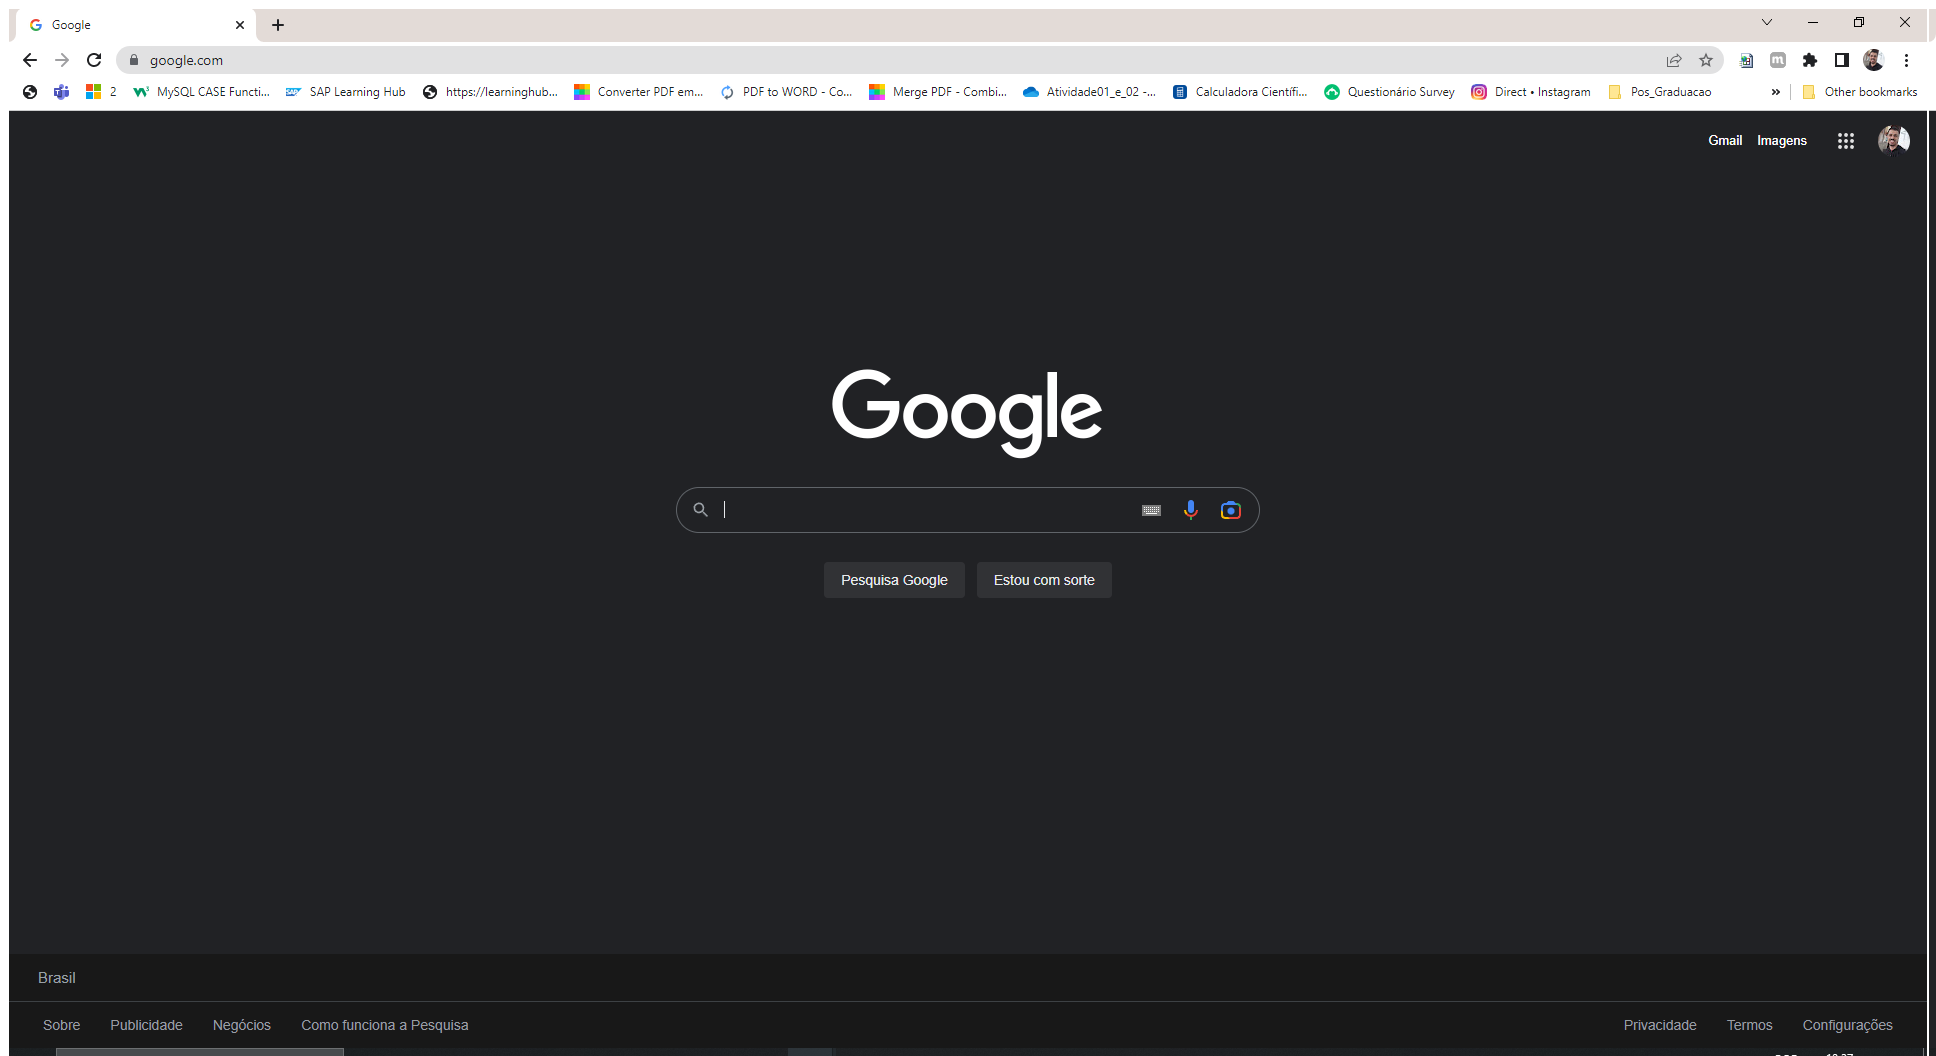 Google
google.com
2 MySQL CASE Functi... SAP Learning Hub https://learninghub... Converter PDF em... PDF to WORD - Co... Merge PDF - Combi... Atividade01_e_02 -... Calculadora Científi... Questionário Survey Direct • Instagram Pos_Graduacao » Other bookmarks
Gmail Imagens
Google
Pesquisa Google Estou com sorte
Brasil
Sobre Publicidade Negócios Como funciona a Pesquisa Privacidade Termos Configurações